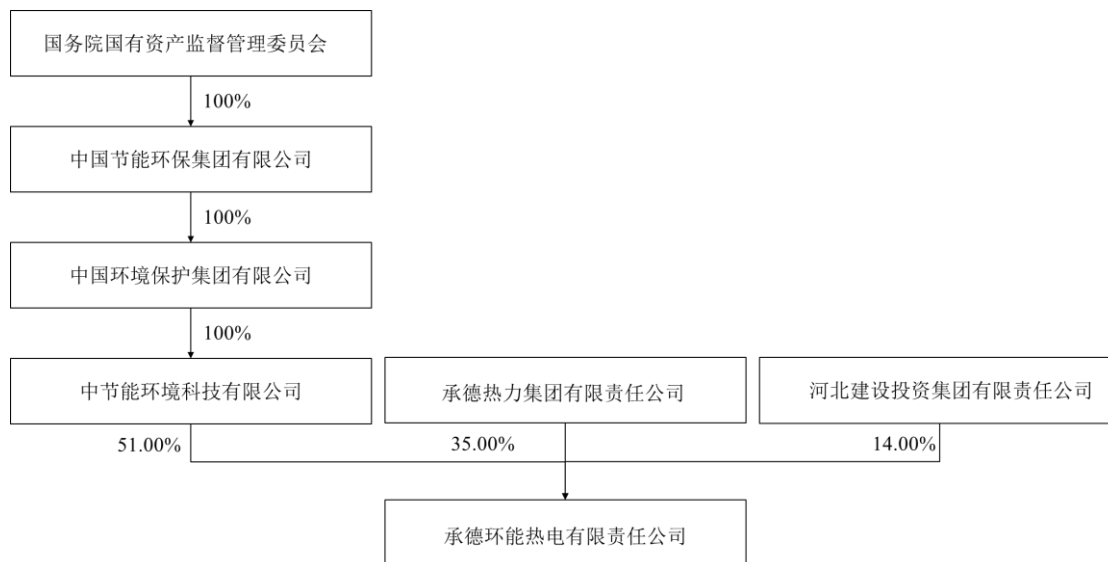 国务院国有资产监督管理委员会
100%
中国节能环保集团有限公司
100%
中国环境保护集团有限公司
100%
中节能环境科技有限公司
承德热力集团有限责任公司
河北建设投资集团有限责任公司
51.00%
35.00%
14.00%
承德环能热电有限责任公司